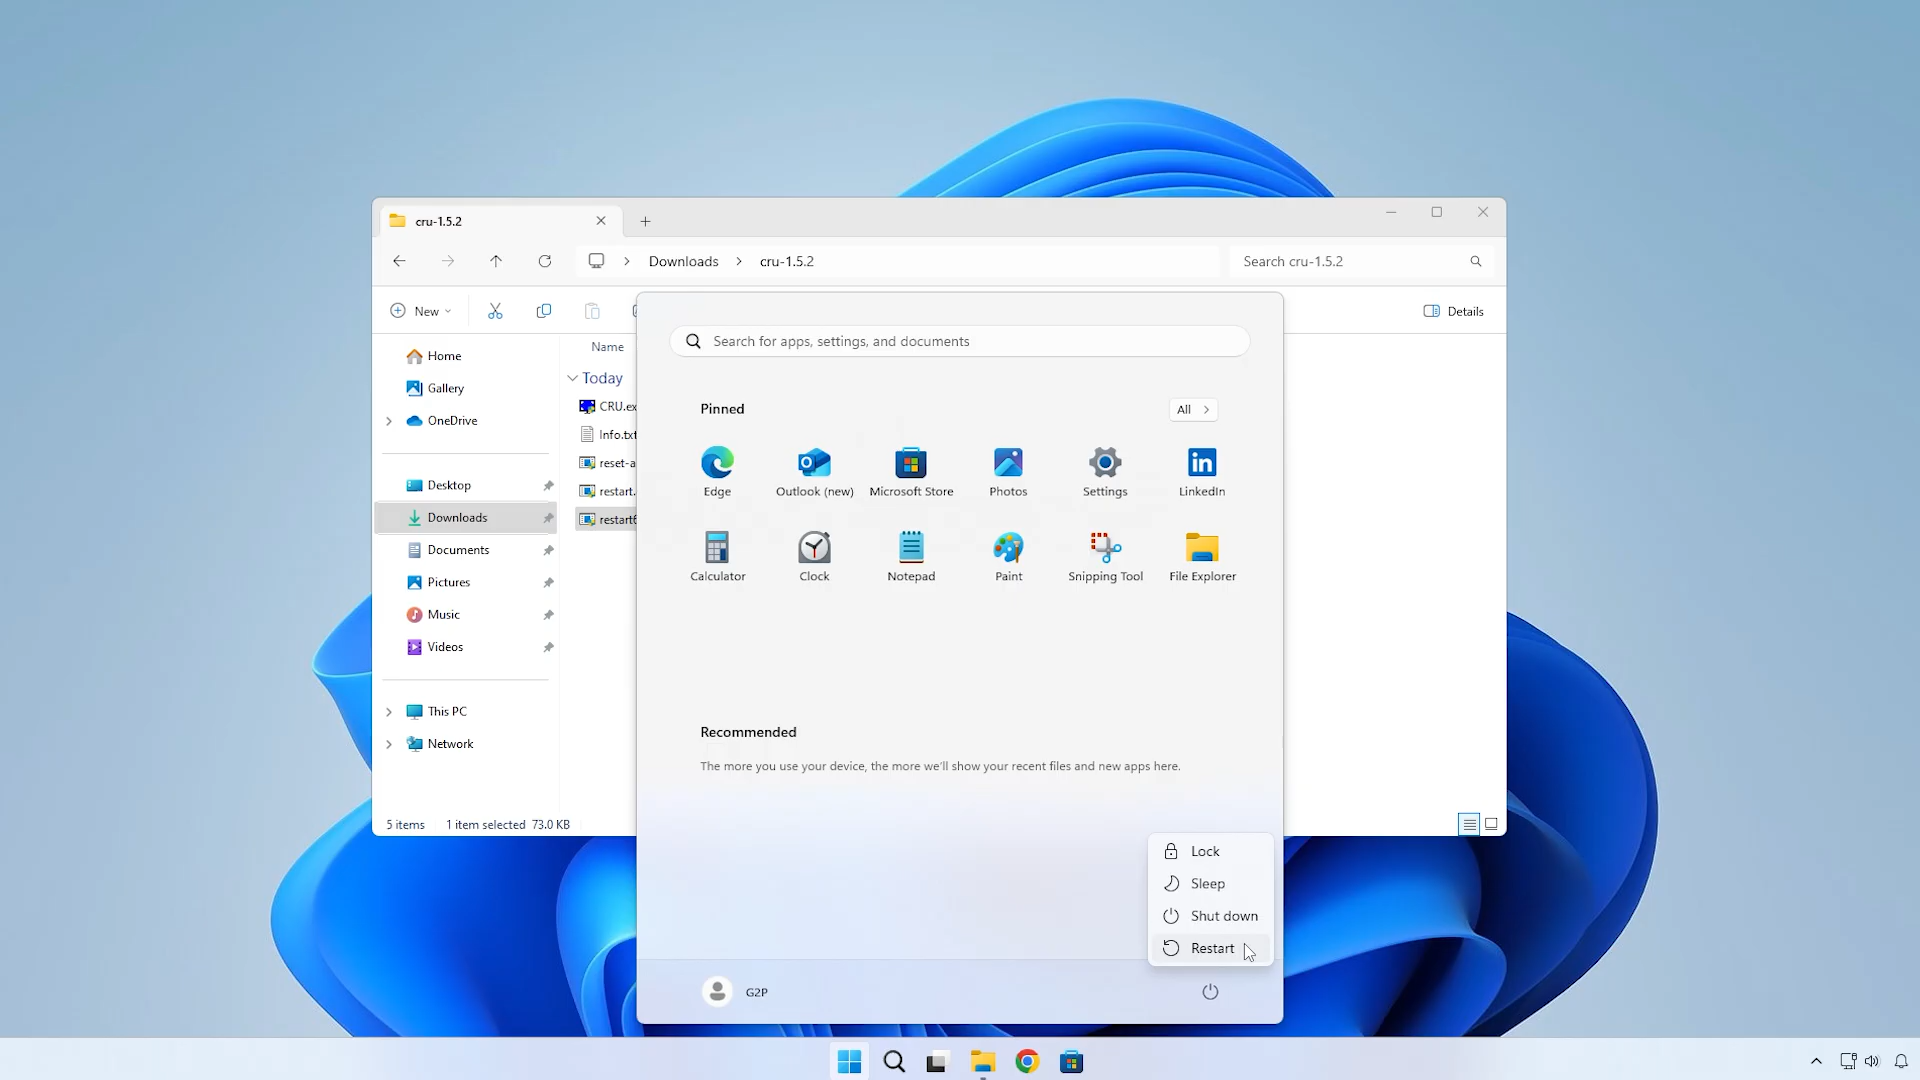 cru-1.5.2
Downloads > cru-1.5.2
Search cru-1.5.2
New
Details
Name
Today
CRU.ex
Info.txt
reset-a
restart.
restart6
Home
Gallery
OneDrive
Desktop
Downloads
Documents
Pictures
Music
Videos
This PC
Network
5 items 1 item selected 73.0 KB
Search for apps, settings, and documents
Pinned
All >
Edge Outlook (new) Microsoft Store Photos Settings LinkedIn
Calculator Clock Notepad Paint Snipping Tool File Explorer
Recommended
The more you use your device, the more we'll show your recent files and new apps here.
Lock
Sleep
Shut down
Restart
G2P